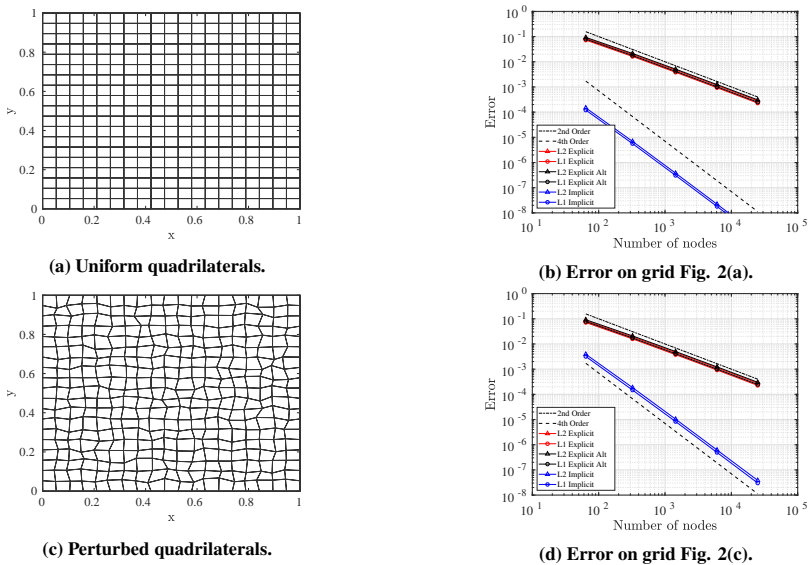 1
0.8
0.6
0.4
0.2
0
y
0 0.2 0.4 0.6 0.8 1
x
(a) Uniform quadrilaterals.
10 0
10 -1
10 -2
10 -3
10 -4
10 -5
10 -6
10 -7
10 -8
Error
2nd Order
4th Order
L2 Explicit
L1 Explicit
L2 Explicit Alt
L1 Explicit Alt
L2 Implicit
L1 Implicit
10 1 10 2 10 3 10 4 10 5
Number of nodes
(b) Error on grid Fig. 2(a).
1
0.8
0.6
0.4
0.2
0
y
0 0.2 0.4 0.6 0.8 1
x
(c) Perturbed quadrilaterals.
10 0
10 -1
10 -2
10 -3
10 -4
10 -5
10 -6
10 -7
10 -8
Error
2nd Order
4th Order
L2 Explicit
L1 Explicit
L2 Explicit Alt
L1 Explicit Alt
L2 Implicit
L1 Implicit
10 1 10 2 10 3 10 4 10 5
Number of nodes
(d) Error on grid Fig. 2(c).